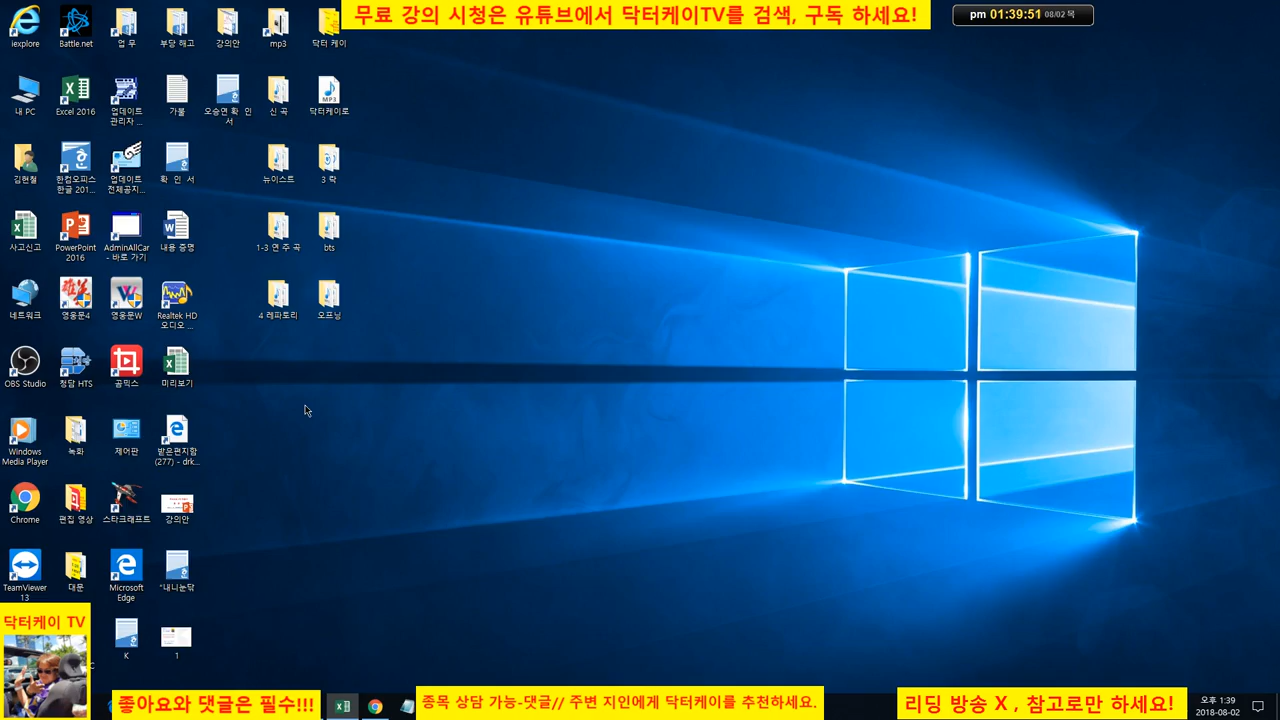 무료 강의 시청은 유튜브에서 닥터케이TV를 검색, 구독 하세요!
pm 01:39:51 08/02 목
iexplore
Battle.net
업 무
부당 해고
강의안
mp3
닥터 케이
내 PC
Excel 2016
업데이트
관리자 ...
가불
오승연 확 인
서
신 곡
MP3
닥터케이로
김현철
한컴오피스
한글 201...
업데이트
전제공지...
확 인 서
뉴이스트
3 락
사고신고
PowerPoint
2016
AdminAllCar
- 바로 가기
내용 증명
1-3 연 주 곡
bts
네트워크
영웅문4
영웅문W
Realtek HD
오디오 ...
4 레파토리
오프닝
OBS Studio
청담 HTS
곰믹스
미리보기
Windows
Media Player
녹화
제어판
받은편지함
(277) - drk...
Chrome
편집 영상
스타크래프트
강의안
TeamViewer
13
대문
Microsoft
Edge
"내니눈닦
닥터케이 TV
K
1
좋아요와 댓글은 필수!!!
종목 상담 가능-댓글// 주변 지인에게 닥터케이를 추천하세요.
리딩 방송 X , 참고로만 하세요!
오후 1:39
2018-08-02